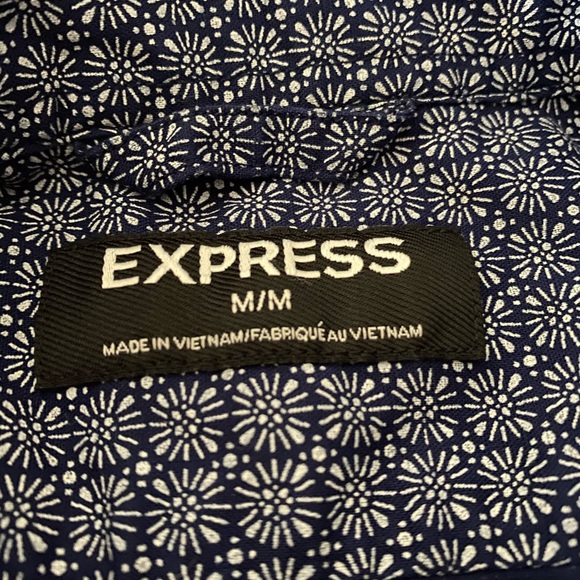 EXPRESS
M/M
MADE IN VIETNAM/FABRIQUÉ AU VIETNAM